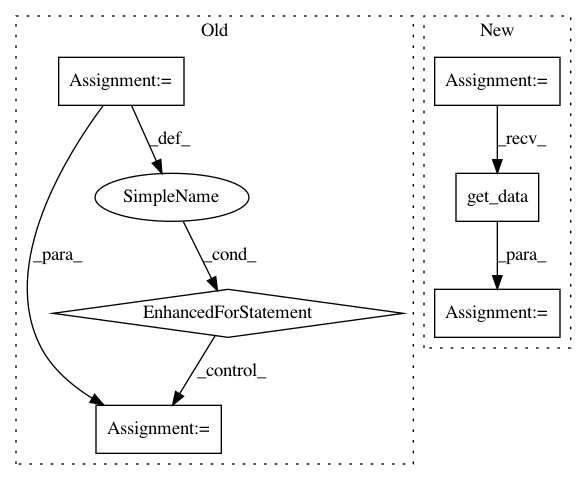 Old
New
Assignment:=
Assignment:=
_def_
_recv_
SimpleName
get_data
_para_
_cond_
_para_
EnhancedForStatement
Assignment:=
_control_
Assignment:=